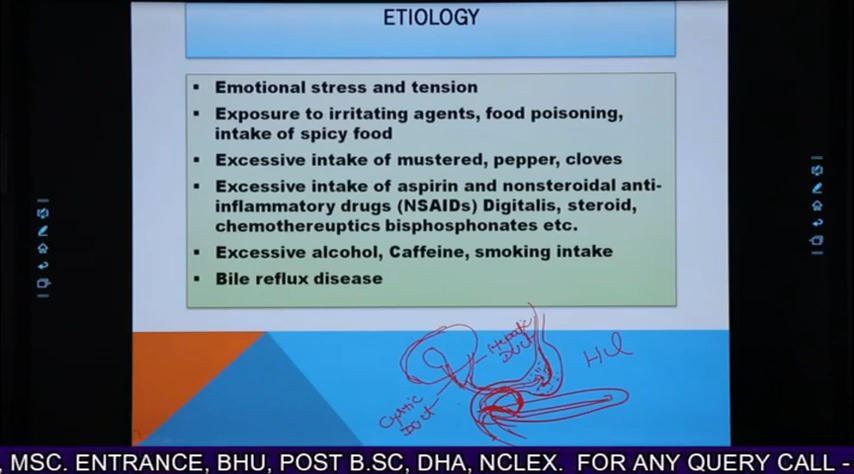 ETIOLOGY
▪ Emotional stress and tension
▪ Exposure to irritating agents, food poisoning,
intake of spicy food
▪ Excessive intake of mustered, pepper, cloves
▪ Excessive intake of aspirin and nonsteroidal anti-
inflammatory drugs (NSAIDs) Digitalis, steroid,
chemothereuptics bisphosphonates etc.
▪ Excessive alcohol, Caffeine, smoking intake
▪ Bile reflux disease
Hepatic
Duct
Hcl
Cystic
Duct
, MSC. ENTRANCE, BHU, POST B.SC, DHA, NCLEX. FOR ANY QUERY CALL -